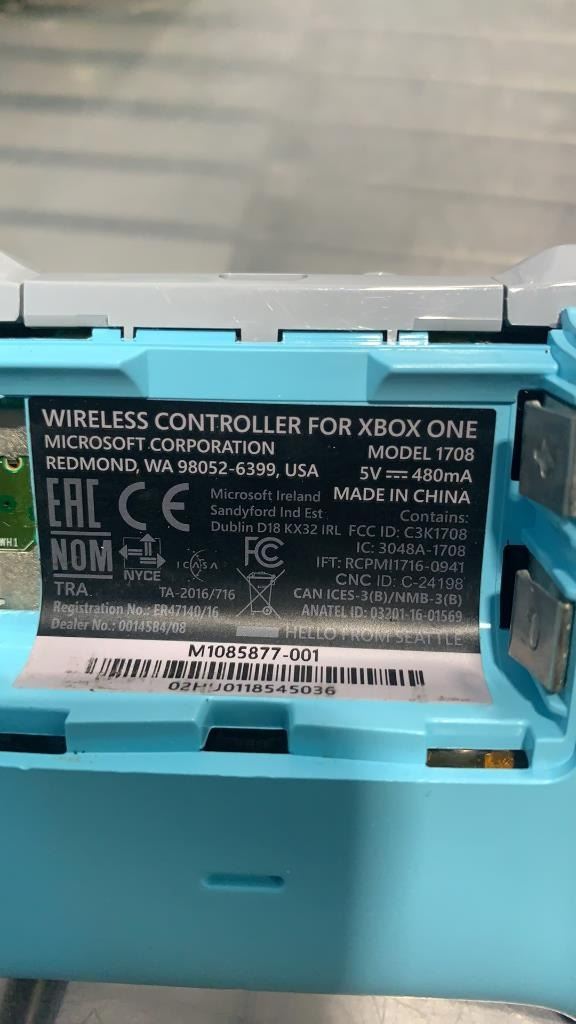 WIRELESS CONTROLLER FOR XBOX ONE
MICROSOFT CORPORATION
MODEL 1708
REDMOND, WA 98052-6399, USA
5V ⎓ 480mA
MADE IN CHINA
EAC CE
Microsoft Ireland
Sandyford Ind Est
Dublin D18 KX32 IRL
FCC ID: C3K1708
IC: 3048A-1708
IFT: RCPMI1716-0941
CNC ID: C-24198
CAN ICES-3(B)/NMB-3(B)
ANATEL ID: 03201-16-01569
Contains:
NOM
NYCE
ICASA
FC
TRA
TA-2016/716
Registration No.: ER47140/16
Dealer No.: 0014584/08
HELLO FROM SEATTLE
M1085877-001
0118545036
WH1